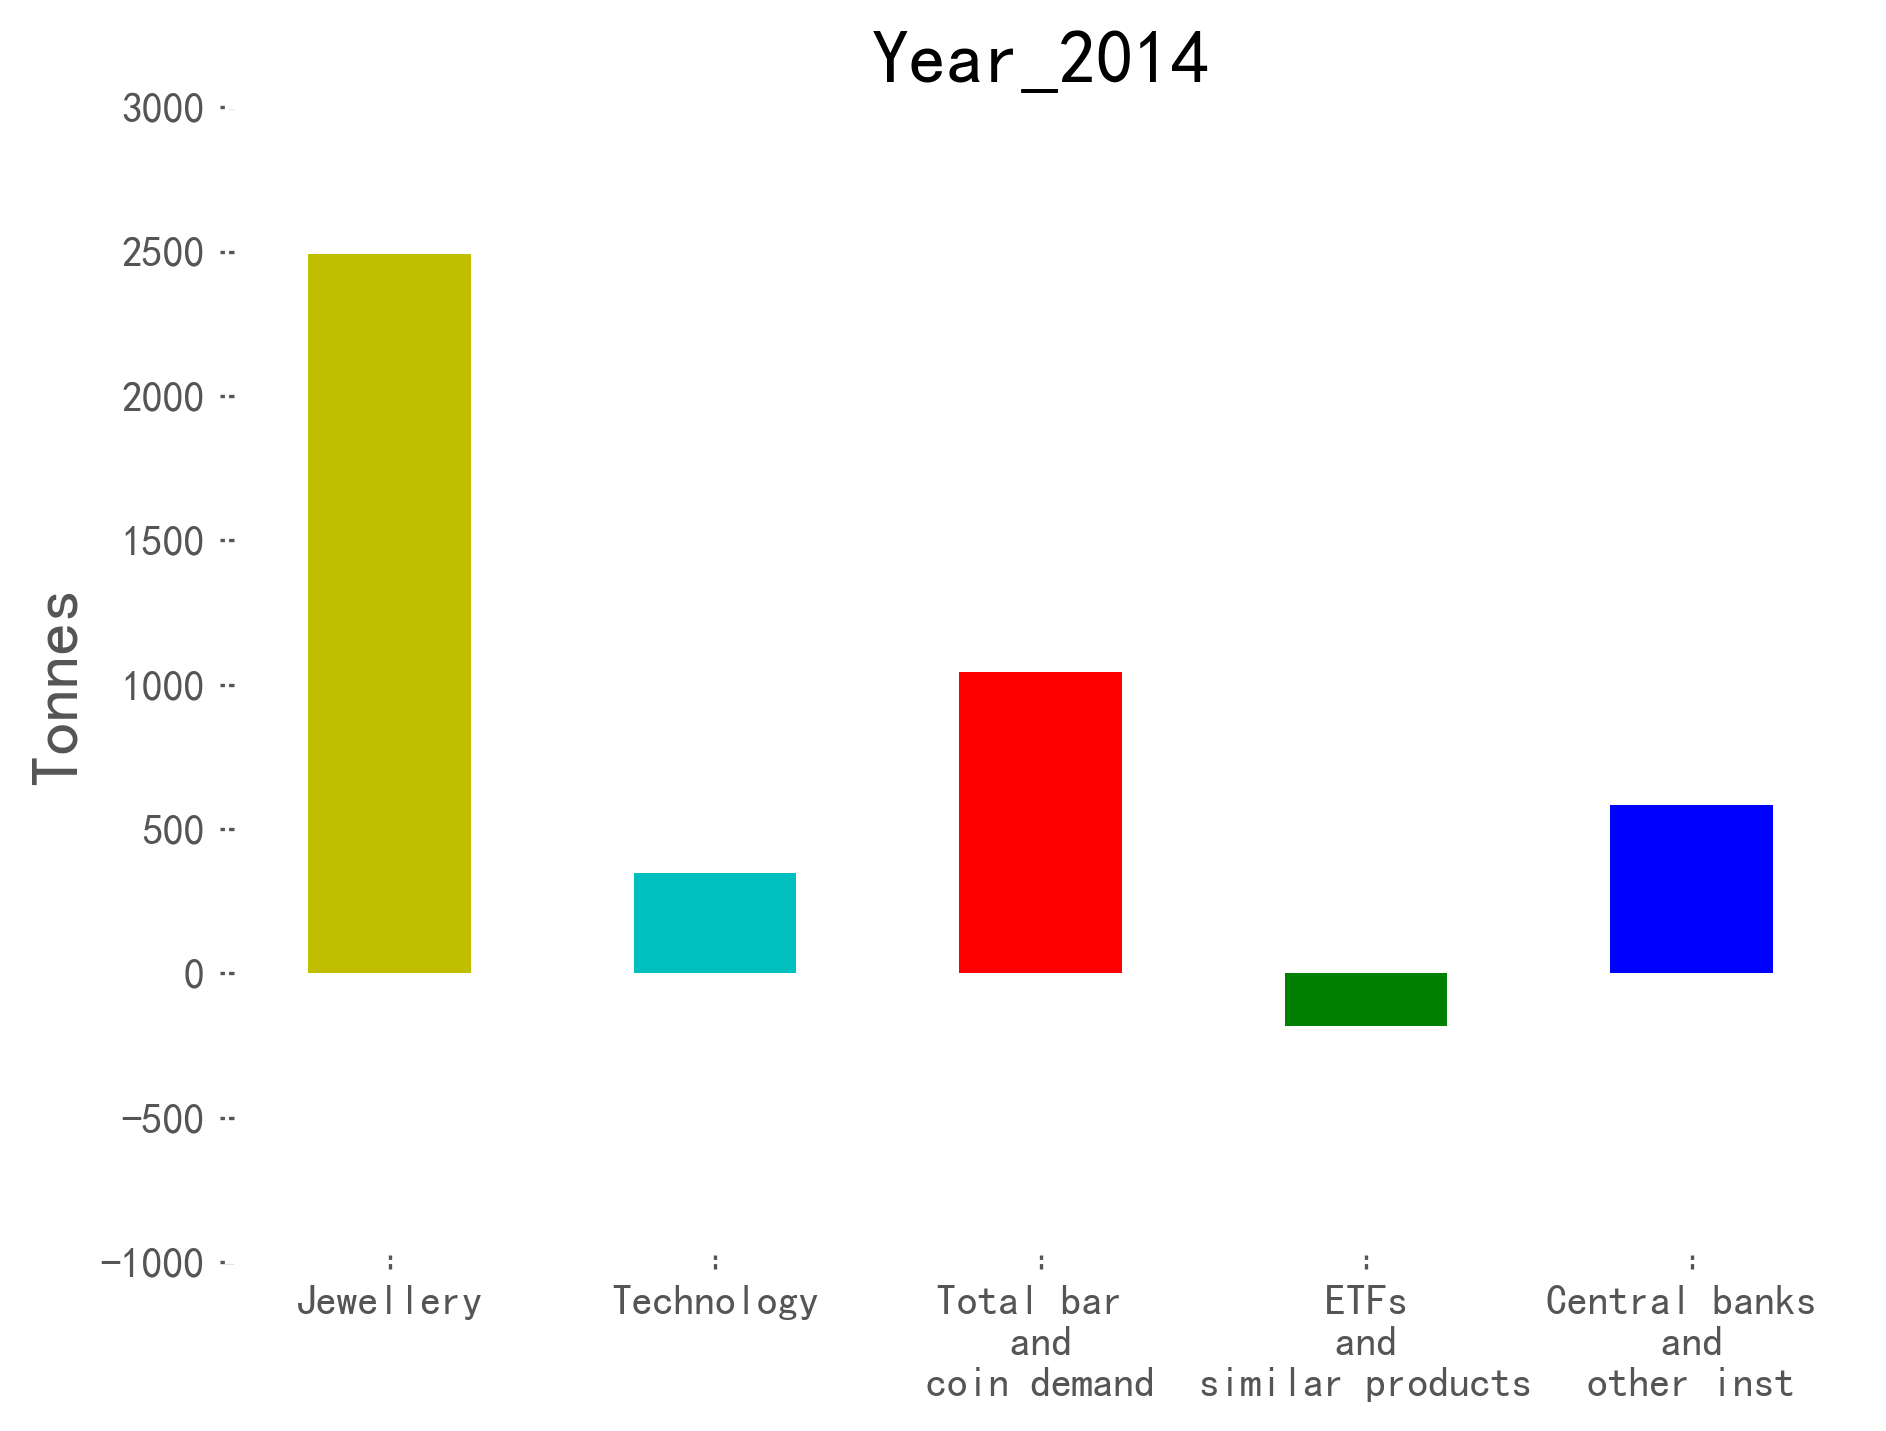 Year_2014
3000
2500
2000
1500
1000
500
0
−500
−1000
Tonnes
Jewellery
Technology
Total bar
and
coin demand
ETFs
and
similar products
Central banks
and
other inst